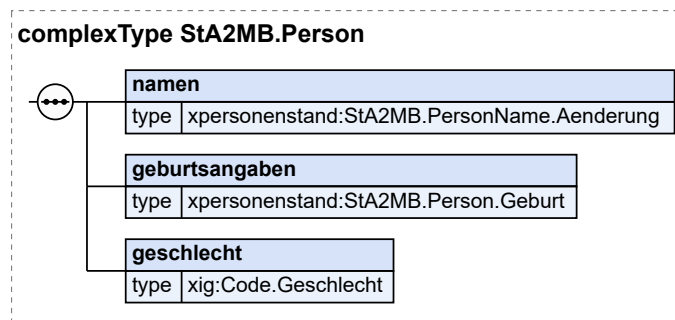 complexType StA2MB.Person
namen
type xpersonenstand:StA2MB.PersonName.Aenderung
geburtsangaben
type xpersonenstand:StA2MB.Person.Geburt
geschlecht
type xig:Code.Geschlecht